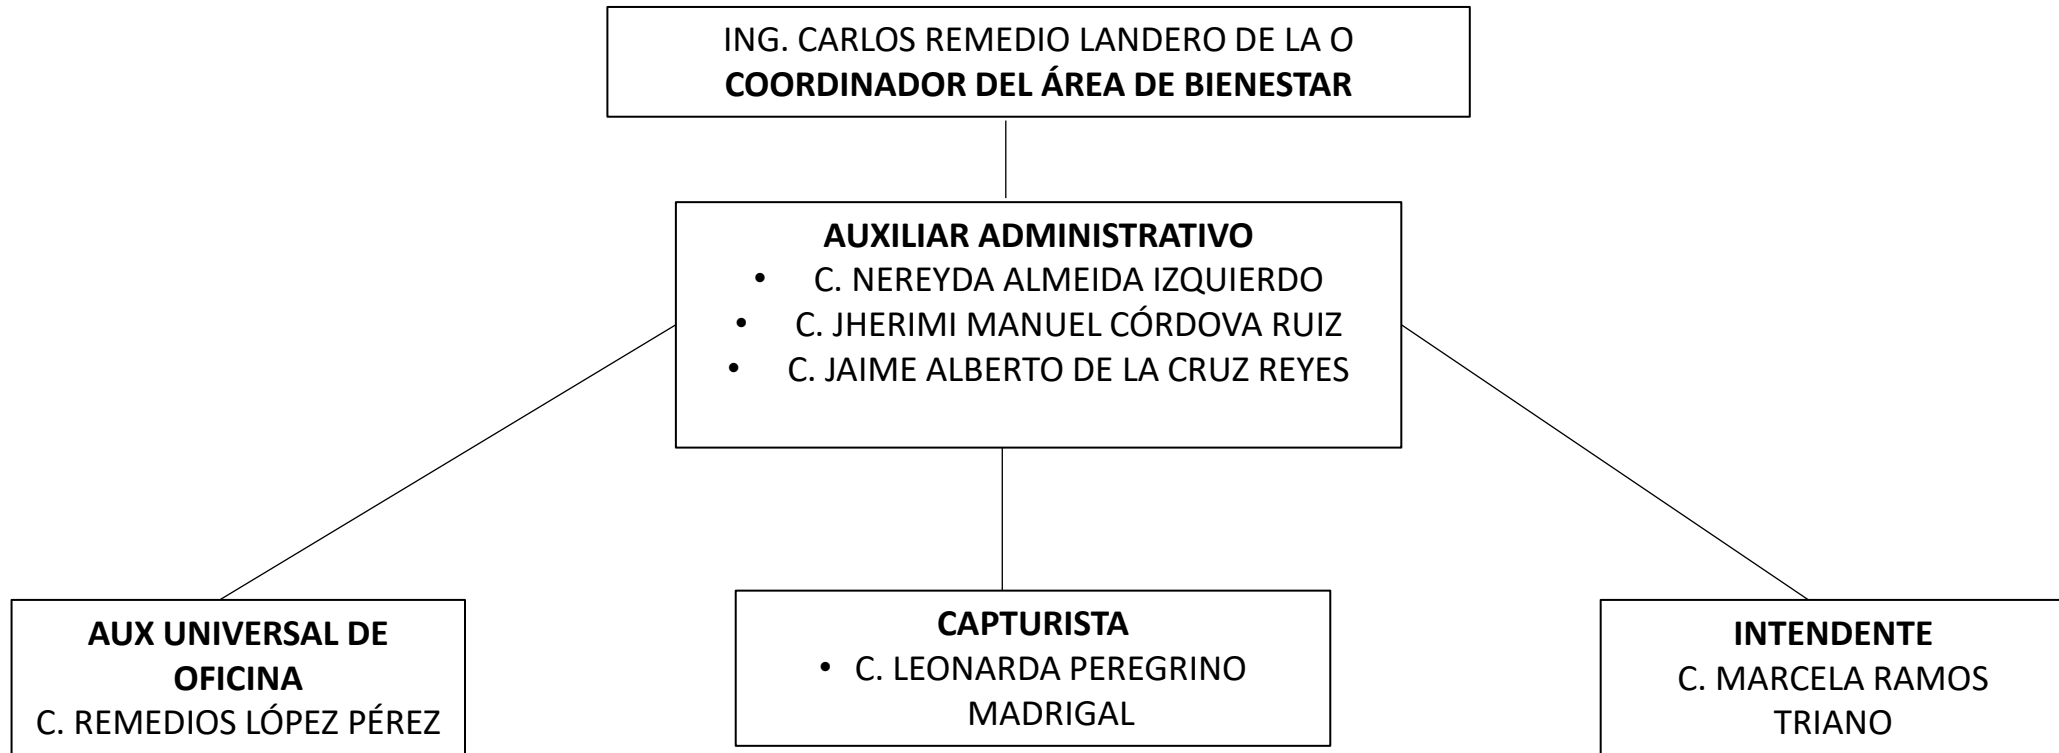 ING. CARLOS REMEDIO LANDERO DE LA O
COORDINADOR DEL ÁREA DE BIENESTAR
AUXILIAR ADMINISTRATIVO
• C. NEREYDA ALMEIDA IZQUIERDO
• C. JHERIMI MANUEL CÓRDOVA RUIZ
• C. JAIME ALBERTO DE LA CRUZ REYES
AUX UNIVERSAL DE
OFICINA
C. REMEDIOS LÓPEZ PÉREZ
CAPTURISTA
• C. LEONARDA PEREGRINO
MADRIGAL
INTENDENTE
C. MARCELA RAMOS
TRIANO